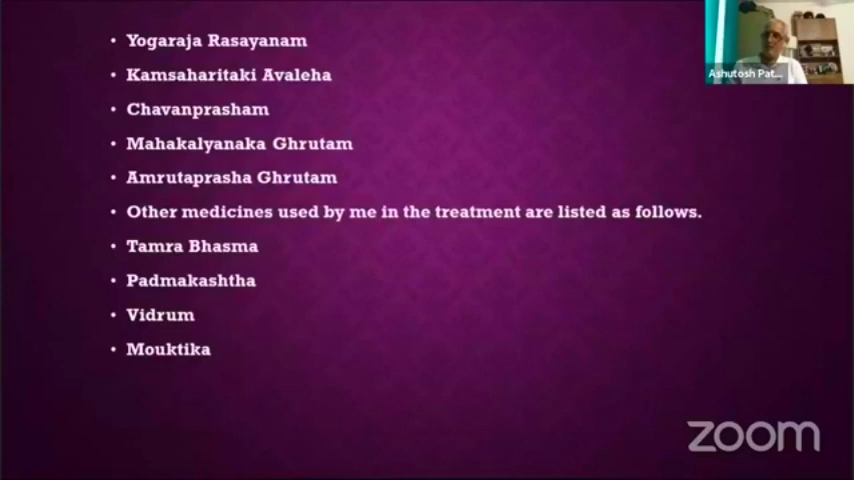 Yogaraja Rasayanam
Kamsaharitaki Avaleha
Chavanprasham
Mahakalyanaka Ghrutam
Amrutaprasha Ghrutam
Other medicines used by me in the treatment are listed as follows.
Tamra Bhasma
Padmakashtha
Vidrum
Mouktika
Ashutosh Pat...
zoom